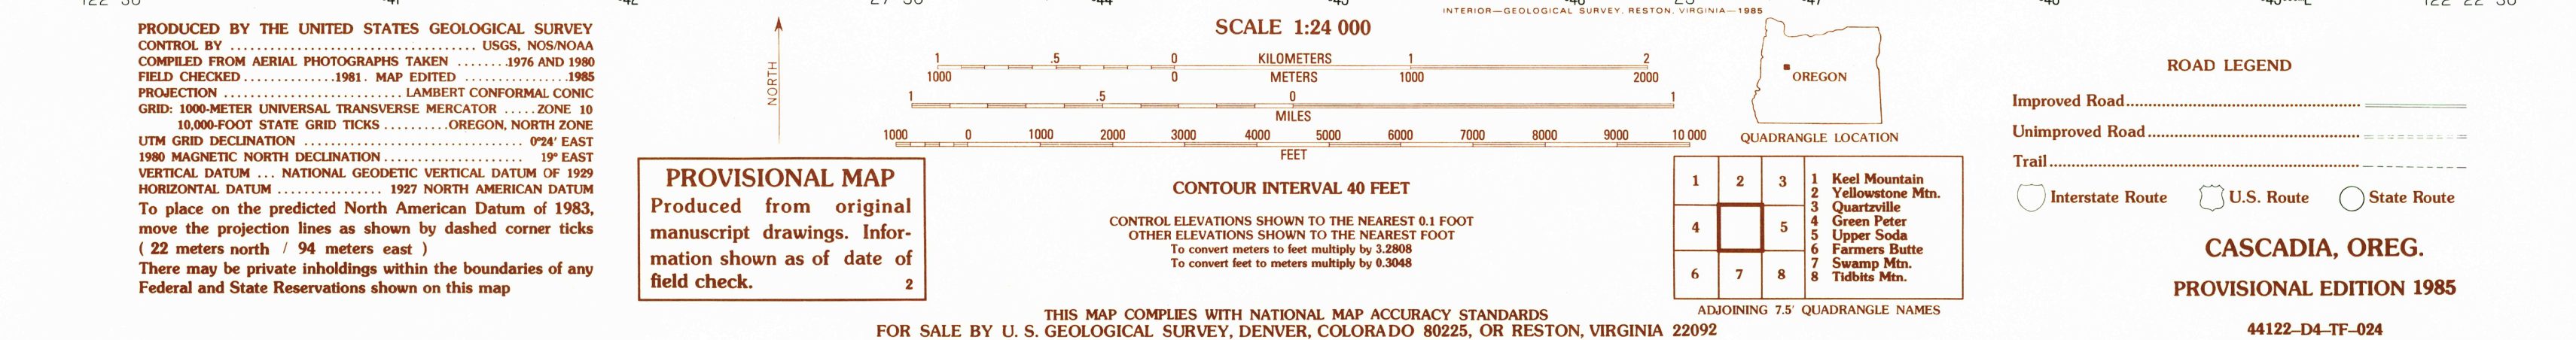 INTERIOR—GEOLOGICAL SURVEY, RESTON, VIRGINIA—1985
PRODUCED BY THE UNITED STATES GEOLOGICAL SURVEY
CONTROL BY .................................. USGS, NOS/NOAA
COMPILED FROM AERIAL PHOTOGRAPHS TAKEN ........1976 AND 1980
FIELD CHECKED.............1981. MAP EDITED ...............1985
PROJECTION ............................. LAMBERT CONFORMAL CONIC
GRID: 1000-METER UNIVERSAL TRANSVERSE MERCATOR .....ZONE 10
10,000-FOOT STATE GRID TICKS ..........OREGON, NORTH ZONE
UTM GRID DECLINATION ................................ 0°24' EAST
1980 MAGNETIC NORTH DECLINATION.................... 19° EAST
VERTICAL DATUM ... NATIONAL GEODETIC VERTICAL DATUM OF 1929
HORIZONTAL DATUM ............... 1927 NORTH AMERICAN DATUM
To place on the predicted North American Datum of 1983,
move the projection lines as shown by dashed corner ticks
( 22 meters north / 94 meters east )
There may be private inholdings within the boundaries of any
Federal and State Reservations shown on this map
NORTH
PROVISIONAL MAP
Produced from original
manuscript drawings. Infor-
mation shown as of date of
field check. 2
SCALE 1:24 000
1 .5 0 KILOMETERS 1 2
1000 0 METERS 1000 2000
1 .5 0 1
MILES
1000 0 1000 2000 3000 4000 5000 6000 7000 8000 9000 10 000
FEET
CONTOUR INTERVAL 40 FEET
CONTROL ELEVATIONS SHOWN TO THE NEAREST 0.1 FOOT
OTHER ELEVATIONS SHOWN TO THE NEAREST FOOT
To convert meters to feet multiply by 3.2808
To convert feet to meters multiply by 0.3048
THIS MAP COMPLIES WITH NATIONAL MAP ACCURACY STANDARDS
FOR SALE BY U. S. GEOLOGICAL SURVEY, DENVER, COLORADO 80225, OR RESTON, VIRGINIA 22092
OREGON
QUADRANGLE LOCATION
1 2 3
4 5
6 7 8
1 Keel Mountain
2 Yellowstone Mtn.
3 Quartzville
4 Green Peter
5 Upper Soda
6 Farmers Butte
7 Swamp Mtn.
8 Tidbits Mtn.
ADJOINING 7.5' QUADRANGLE NAMES
ROAD LEGEND
Improved Road
Unimproved Road
Trail
Interstate Route U.S. Route State Route
CASCADIA, OREG.
PROVISIONAL EDITION 1985
44122–D4–TF–024